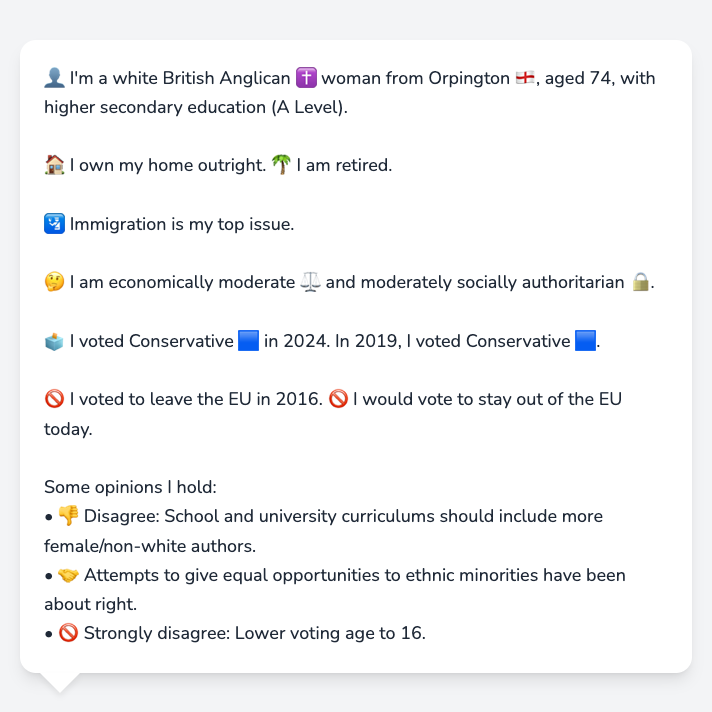 👤 I'm a white British Anglican ✝️ woman from Orpington 🏴󠁧󠁢󠁥󠁮󠁧󠁿, aged 74, with
higher secondary education (A Level).
🏠 I own my home outright. 🌴 I am retired.
🛂 Immigration is my top issue.
🤔 I am economically moderate ⚖️ and moderately socially authoritarian 🔒.
🗳️ I voted Conservative 🟦 in 2024. In 2019, I voted Conservative 🟦.
🚫 I voted to leave the EU in 2016. 🚫 I would vote to stay out of the EU
today.
Some opinions I hold:
• 👎 Disagree: School and university curriculums should include more
female/non-white authors.
• 🤝 Attempts to give equal opportunities to ethnic minorities have been
about right.
• 🚫 Strongly disagree: Lower voting age to 16.